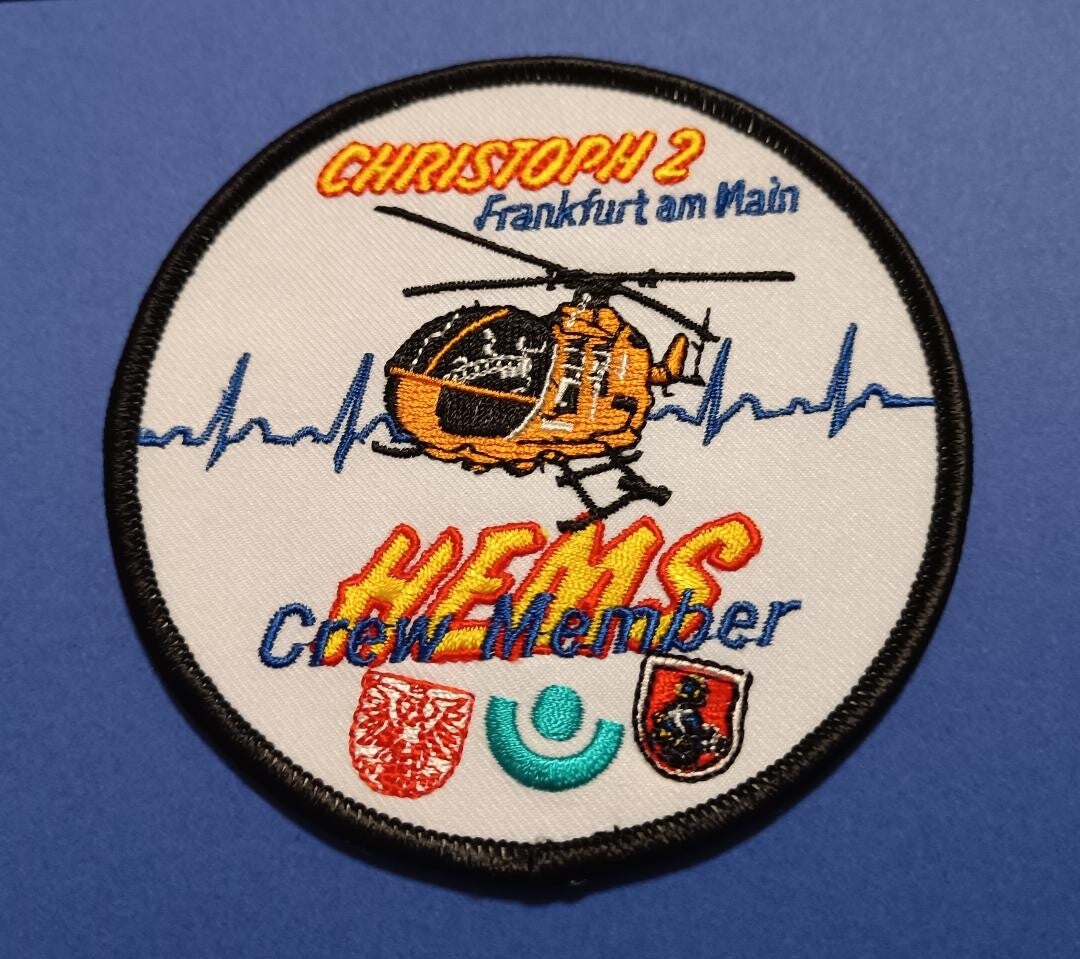 CHRISTOPH 2
Frankfurt am Main
HEMS
Crew Member